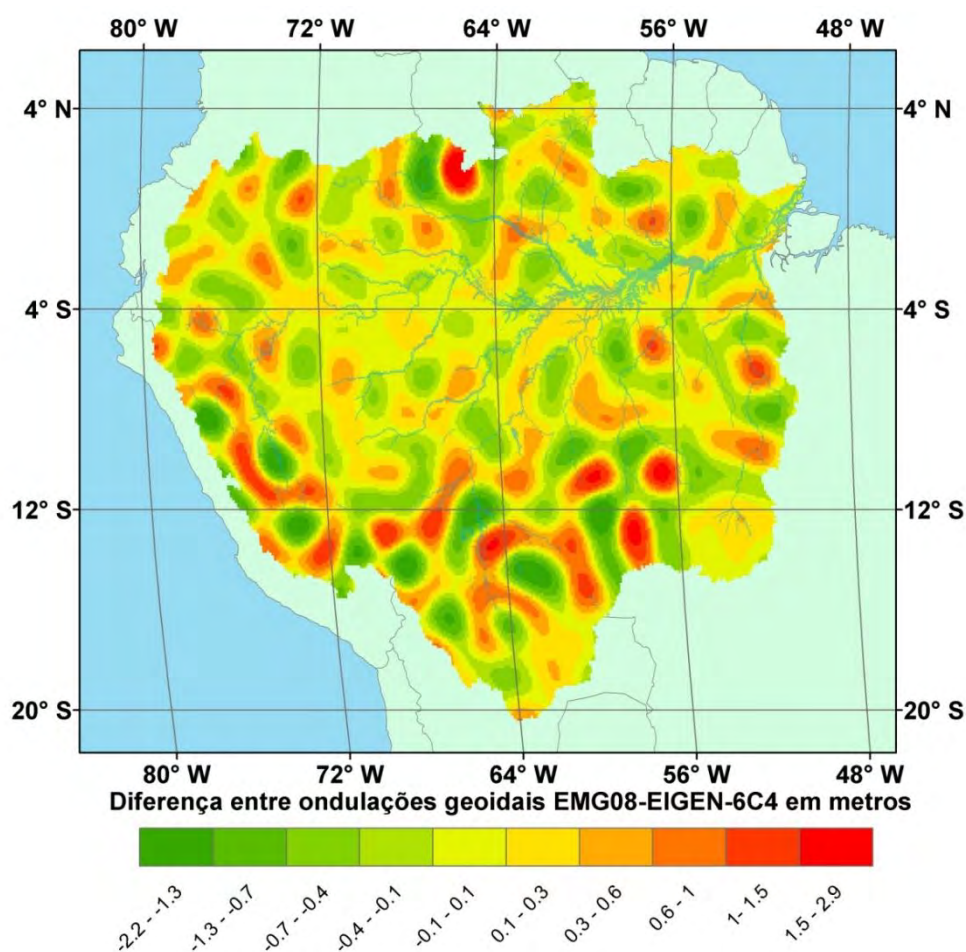 80° W 72° W 64° W 56° W 48° W
4° N 4° N
4° S 4° S
12° S 12° S
20° S 20° S
80° W 72° W 64° W 56° W 48° W
Diferença entre ondulações geoidais EMG08-EIGEN-6C4 em metros
-2.2 - -1.3 -1.3 - -0.7 -0.7 - -0.4 -0.4 - -0.1 -0.1 - 0.1 0.1 - 0.3 0.3 - 0.6 0.6 - 1 1- 1.5 1.5 - 2.9